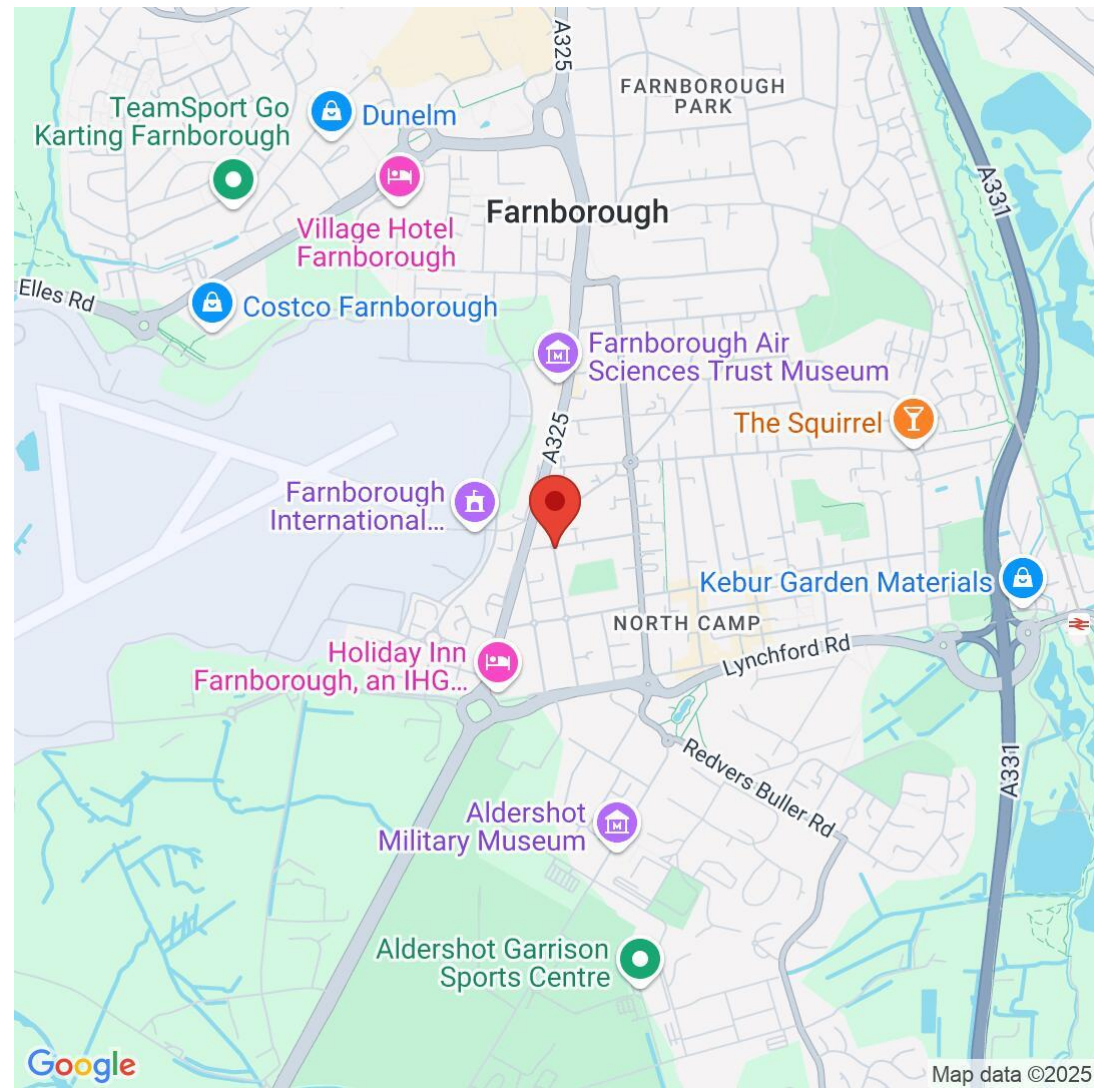 A325
FARNBOROUGH
PARK
TeamSport Go
Karting Farnborough
Dunelm
A331
Village Hotel
Farnborough
Farnborough
Elles Rd
Costco Farnborough
Farnborough Air
Sciences Trust Museum
The Squirrel
A325
Farnborough
International...
Kebur Garden Materials
NORTH CAMP
Lynchford Rd
Holiday Inn
Farnborough, an IHG...
Redvers Buller Rd
A331
Aldershot
Military Museum
Aldershot Garrison
Sports Centre
Google
Map data ©2025